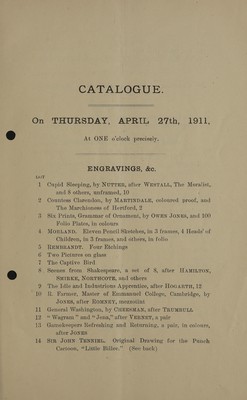 CATALOGUE.
On THURSDAY, APRIL 27th, 1911,
At ONE o'clock precisely.
ENGRAVINGS, &c.
LOT
1 Cupid Sleeping, by NUTTER, after WESTALL, The Moralist,
and 8 others, unframed, 10
2 Countess Clarendon, by MARTINDALE, coloured proof, and
The Marchioness of Hertford, 2
3 Six Prints, Grammar of Ornament, by OWEN JONES, and 100
Folio Plates, in colours
4 MORLAND. Eleven Pencil Sketches, in 3 frames, 4 Heads of
Children, in 3 frames, and others, in folio
5 REMBRANDT. Four Etchings
6 Two Pictures on glass
7 The Captive Bird
8 Scenes from Shakespeare, a set of 6, after HAMILTON,
SMIRKE, NORTHCOTE, and others
9 The Idle and Industrious Apprentice, after HOGARTH, 12
10 R. Farmer, Master of Emmanuel College, Cambridge, by
JONES, after ROMNEY, mezzotint
11 General Washington, by CHEESMAN, after TRUMBULL
12 "Wagram" and "Jena," after VERNET, a pair
13 Gamekeepers Refreshing and Returning, a pair, in colours,
after JONES
14 SIR JOHN TENNIEL. Original Drawing for the Punch
Cartoon, "Little Billee." (See back)